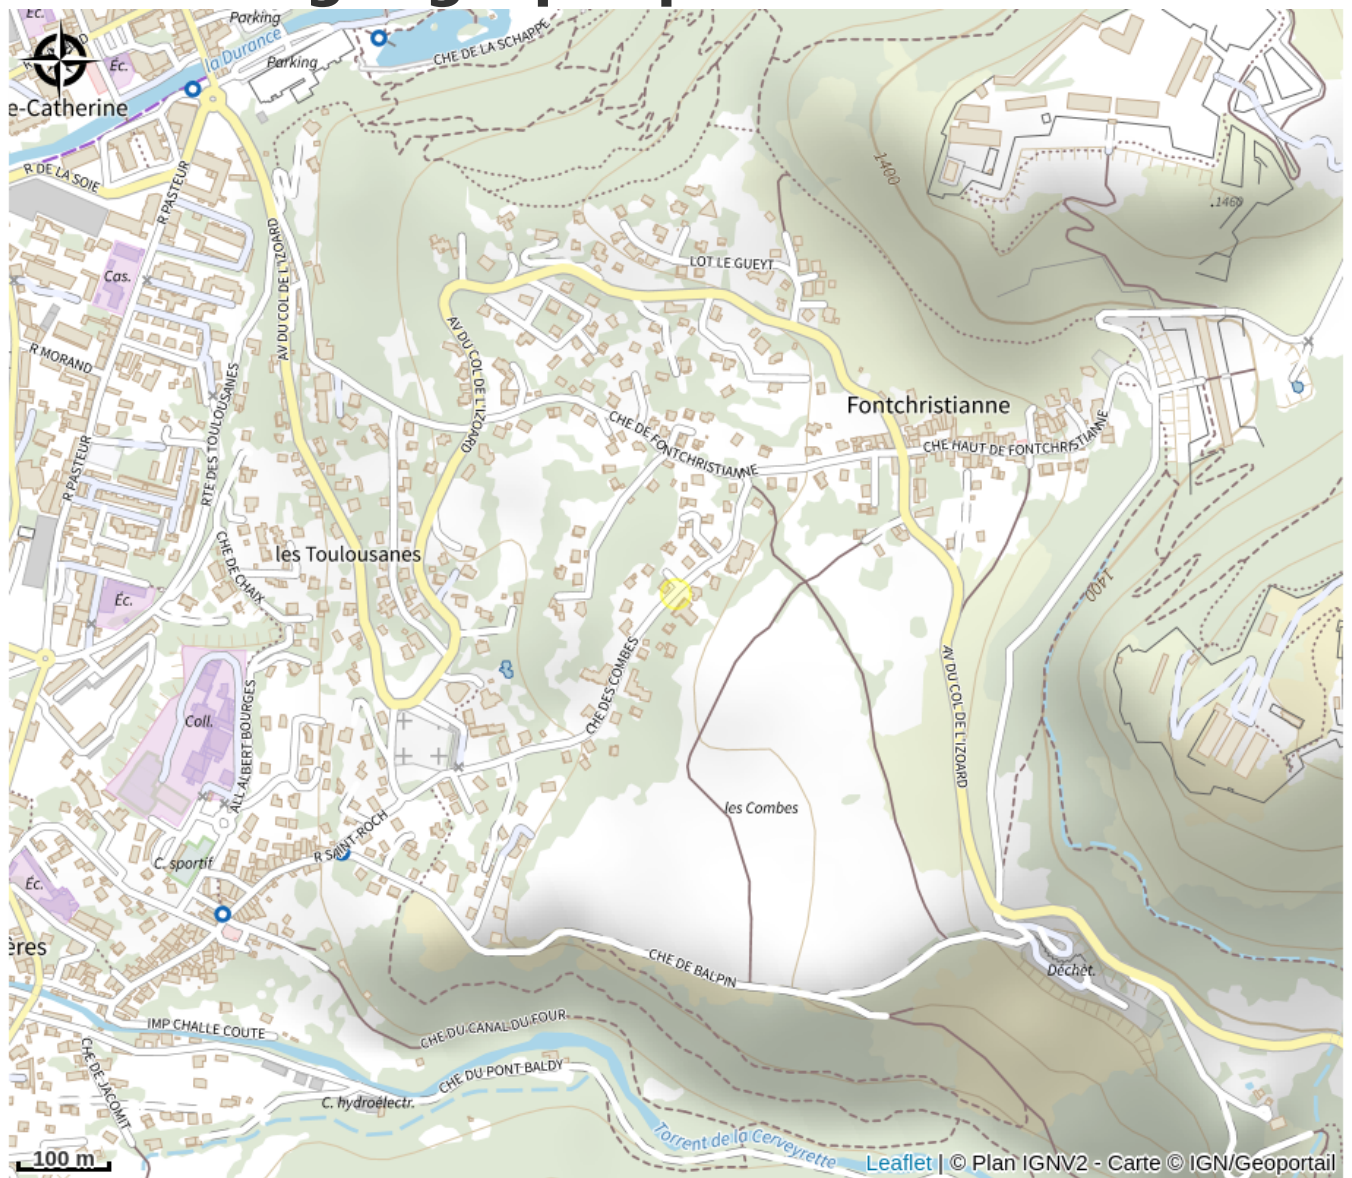 Éc.
Parking
la Durance
CHE DE LA SCHAPPE
Éc.
Parking
e-Catherine
R DE LA SOIE
R PASTEUR
1400
.1460
AV DU COL DE L'IZOARD
Cas.
LOT LE GUEYT
R MORAND
AV DU COL DE L'IZOARD
RTE DES TOULOUSANES
Fontchristianne
CHE DE FONTCHRISTIANNE
CHE HAUT DE FONTCHRISTIANNE
R PASTEUR
les Toulousanes
CHE DE CHAIX
1400
Éc.
CHE DES COMBES
AV DU COL DE L'IZOARD
Coll.
ALL ALBERT BOURGES
les Combes
R SAINT-ROCH
C. sportif
Éc.
ères
CHE DE BALPIN
Déchèt.
IMP CHALLE COUTE
CHE DU CANAL DU FOUR
CHE DE JACOMIT
CHE DU PONT BALDY
C. hydroélectr.
Torrent de la Cerveyrette
100 m
Leaflet | © Plan IGNV2 - Carte © IGN/Geoportail